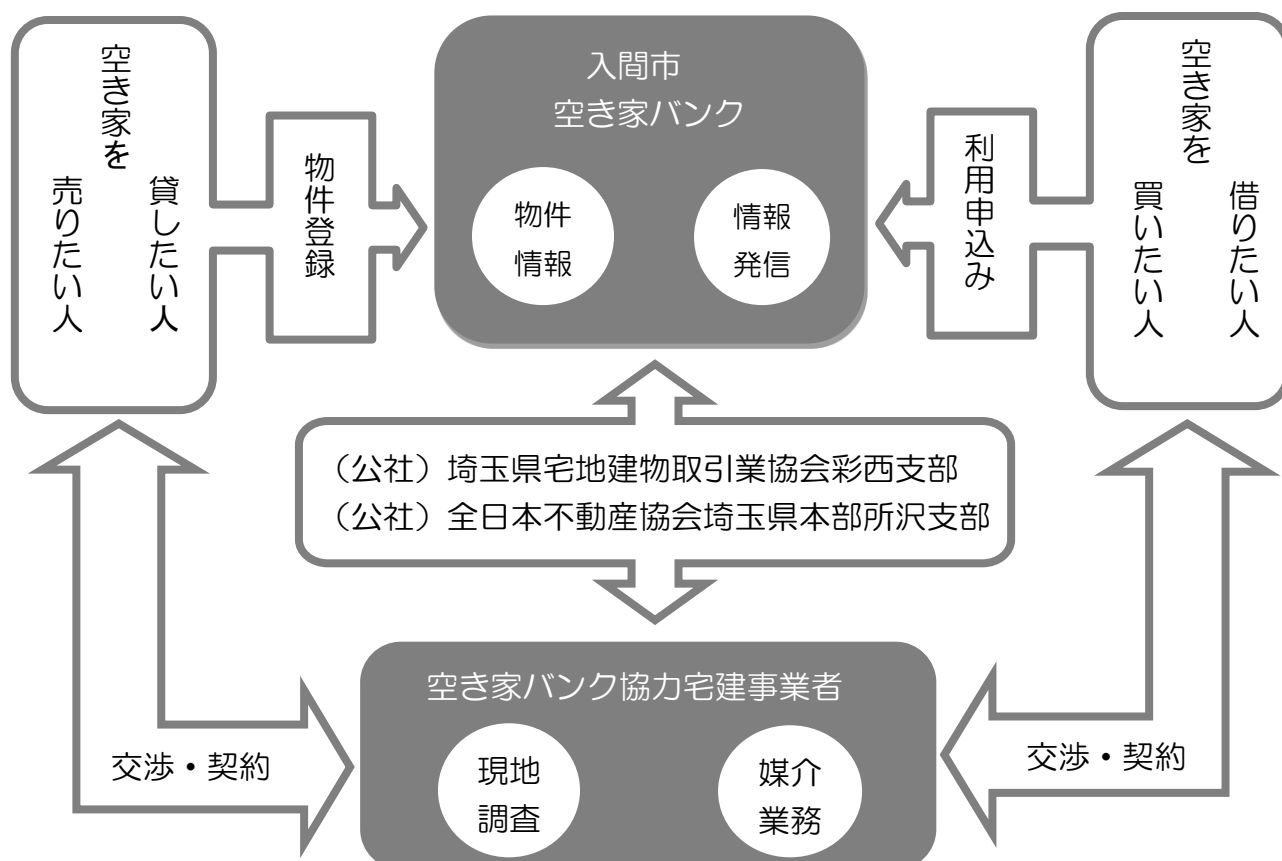 空き家を
貸したい人
売りたい人
物件登録
入間市
空き家バンク
物件
情報
情報
発信
利用申込み
空き家を
借りたい人
買いたい人
（公社）埼玉県宅地建物取引業協会彩西支部
（公社）全日本不動産協会埼玉県本部所沢支部
空き家バンク協力宅建事業者
交渉・契約
現地
調査
媒介
業務
交渉・契約